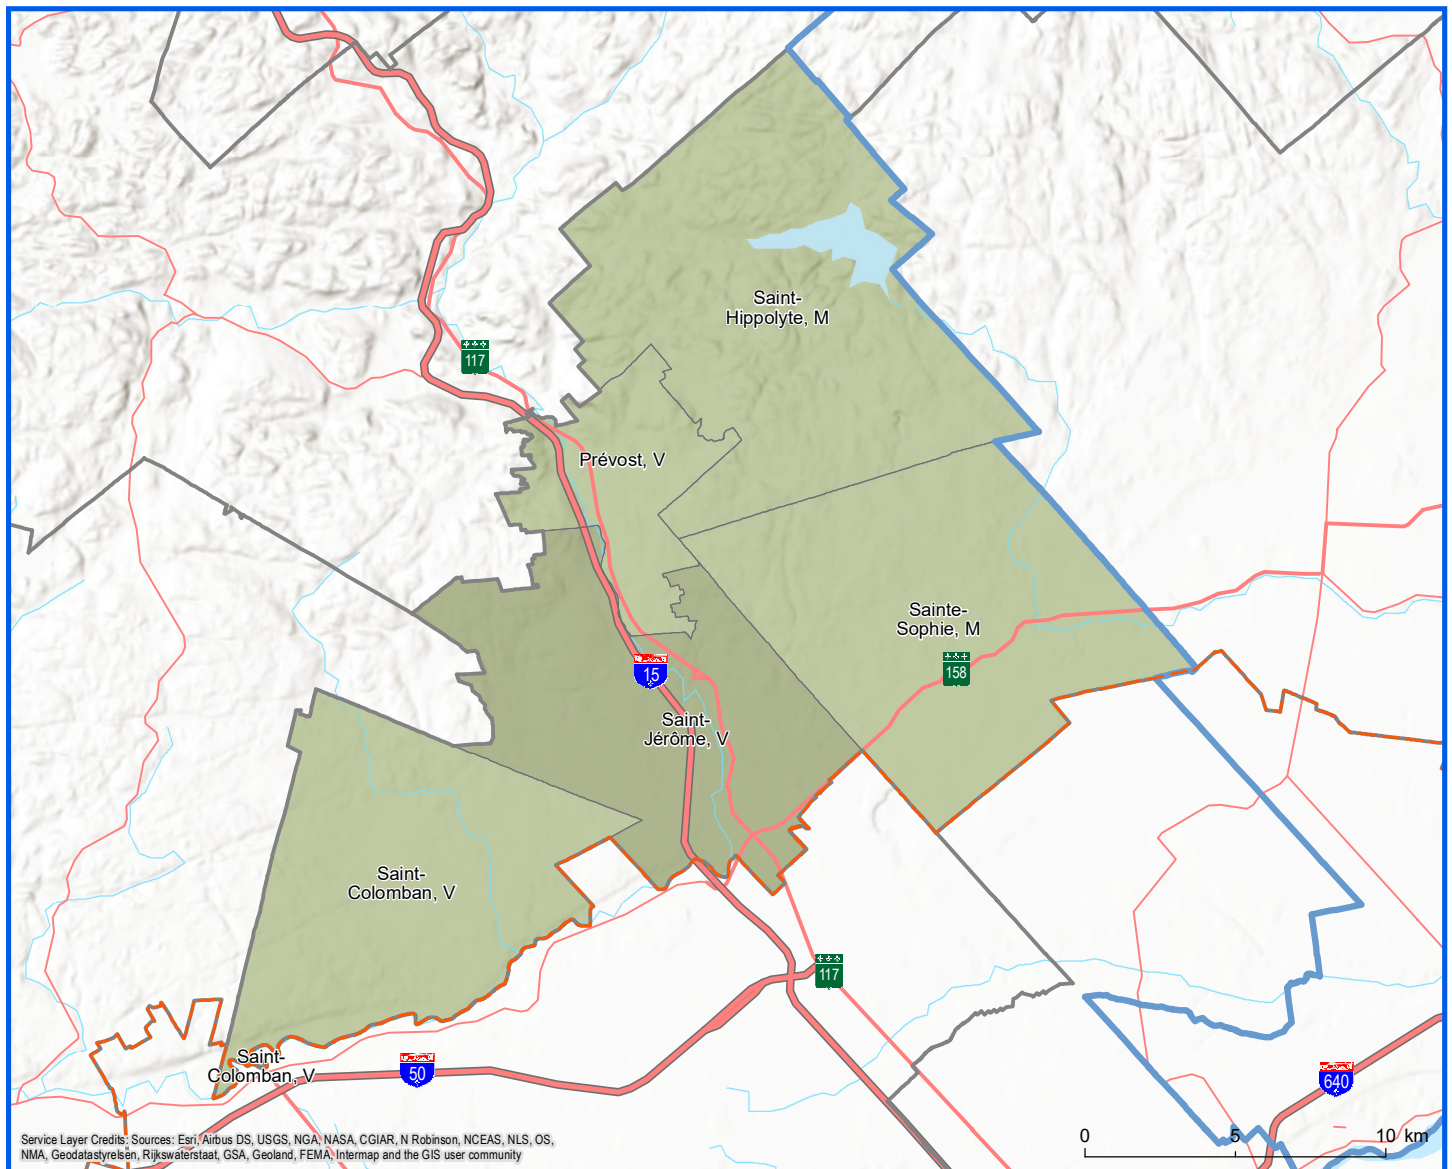 Saint-
Hippolyte, M
117
Prévost, V
Sainte-
Sophie, M
158
15
Saint-
Jérôme, V
Saint-
Colomban, V
117
Saint-
Colomban, V
50
640
0 5 10 km
Service Layer Credits: Sources: Esri, Airbus DS, USGS, NGA, NASA, CGIAR, N Robinson, NCEAS, NLS, OS,
NMA, Geodatastyrelsen, Rijkswaterstaat, GSA, Geoland, FEMA, Intermap and the GIS user community